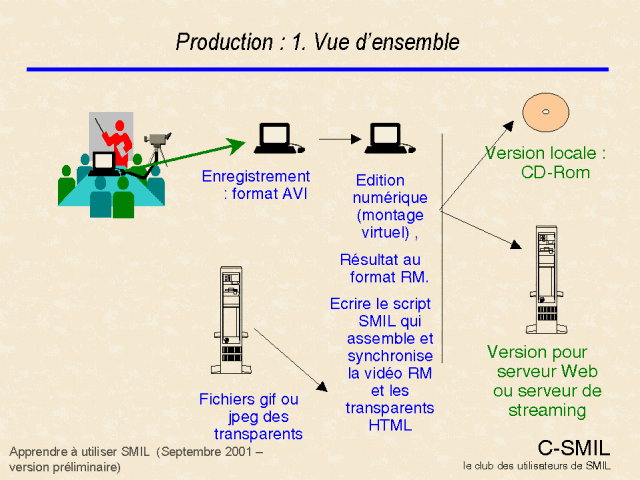 Production : 1. Vue d'ensemble
Enregistrement
: format AVI
Edition
numérique
(montage
virtuel) ,
Résultat au
format RM.
Ecrire le script
SMIL qui
assemble et
synchronise
la vidéo RM
et les
transparents
HTML
Version locale :
CD-Rom
Fichiers gif ou
jpeg des
transparents
Version pour
serveur Web
ou serveur de
streaming
Apprendre à utiliser SMIL (Septembre 2001 –
version préliminaire)
C-SMIL
le club des utilisateurs de SMIL